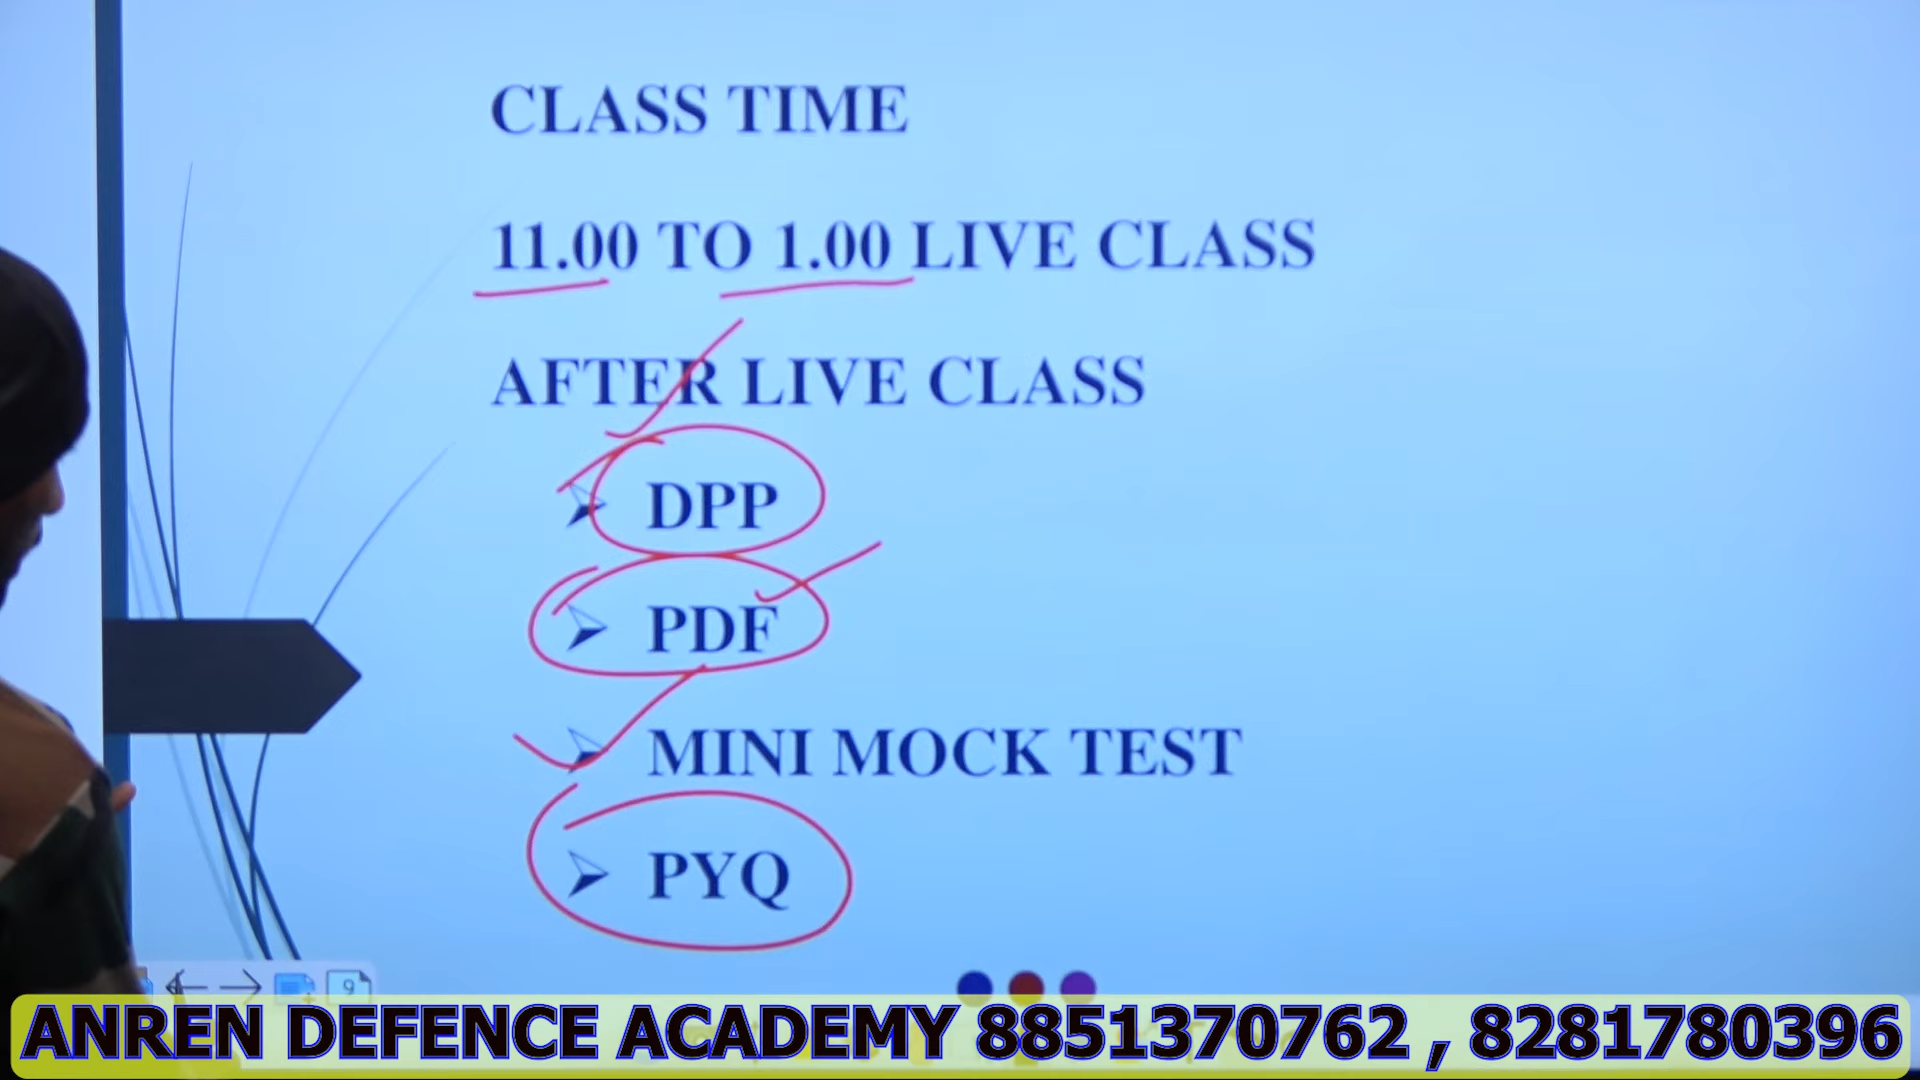 CLASS TIME
11.00 TO 1.00 LIVE CLASS
AFTER LIVE CLASS
DPP
PDF
MINI MOCK TEST
PYQ
9
ANREN DEFENCE ACADEMY 8851370762 , 8281780396